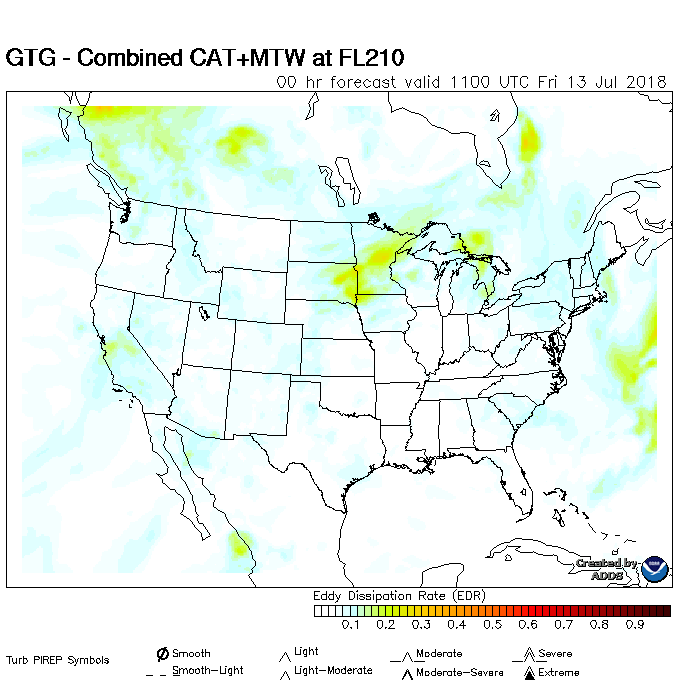 GTG - Combined CAT+MTW at FL210
00 hr forecast valid 1100 UTC Fri 13 Jul 2018
Created by
ADDS
Eddy Dissipation Rate (EDR)
0.1 0.2 0.3 0.4 0.5 0.6 0.7 0.8 0.9
Turb PIREP Symbols
Smooth Light Moderate Severe
Smooth-Light Light-Moderate Moderate-Severe Extreme